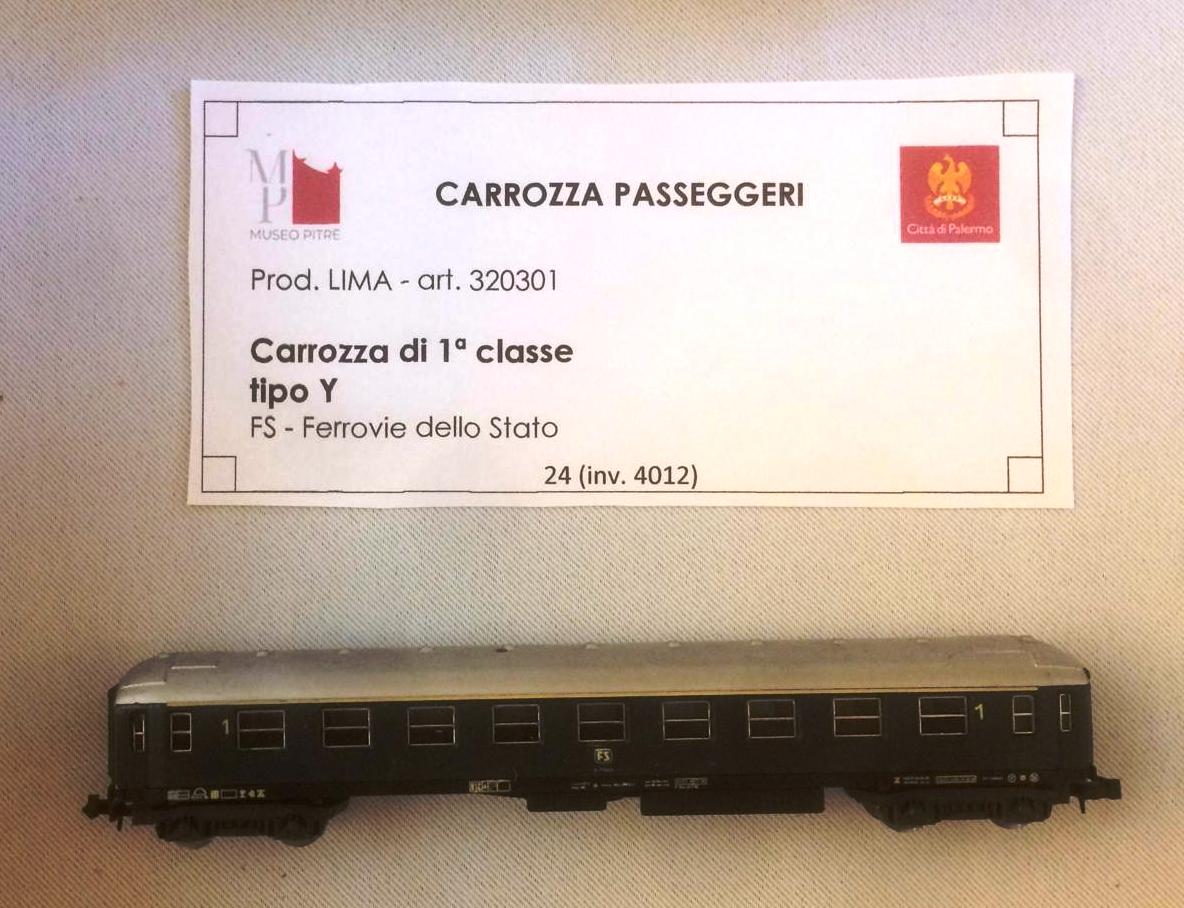 MP
MUSEO PITRÈ
CARROZZA PASSEGGERI
Città di Palermo
Prod. LIMA - art. 320301
Carrozza di 1ª classe
tipo Y
FS - Ferrovie dello Stato
24 (inv. 4012)
1
1
FS